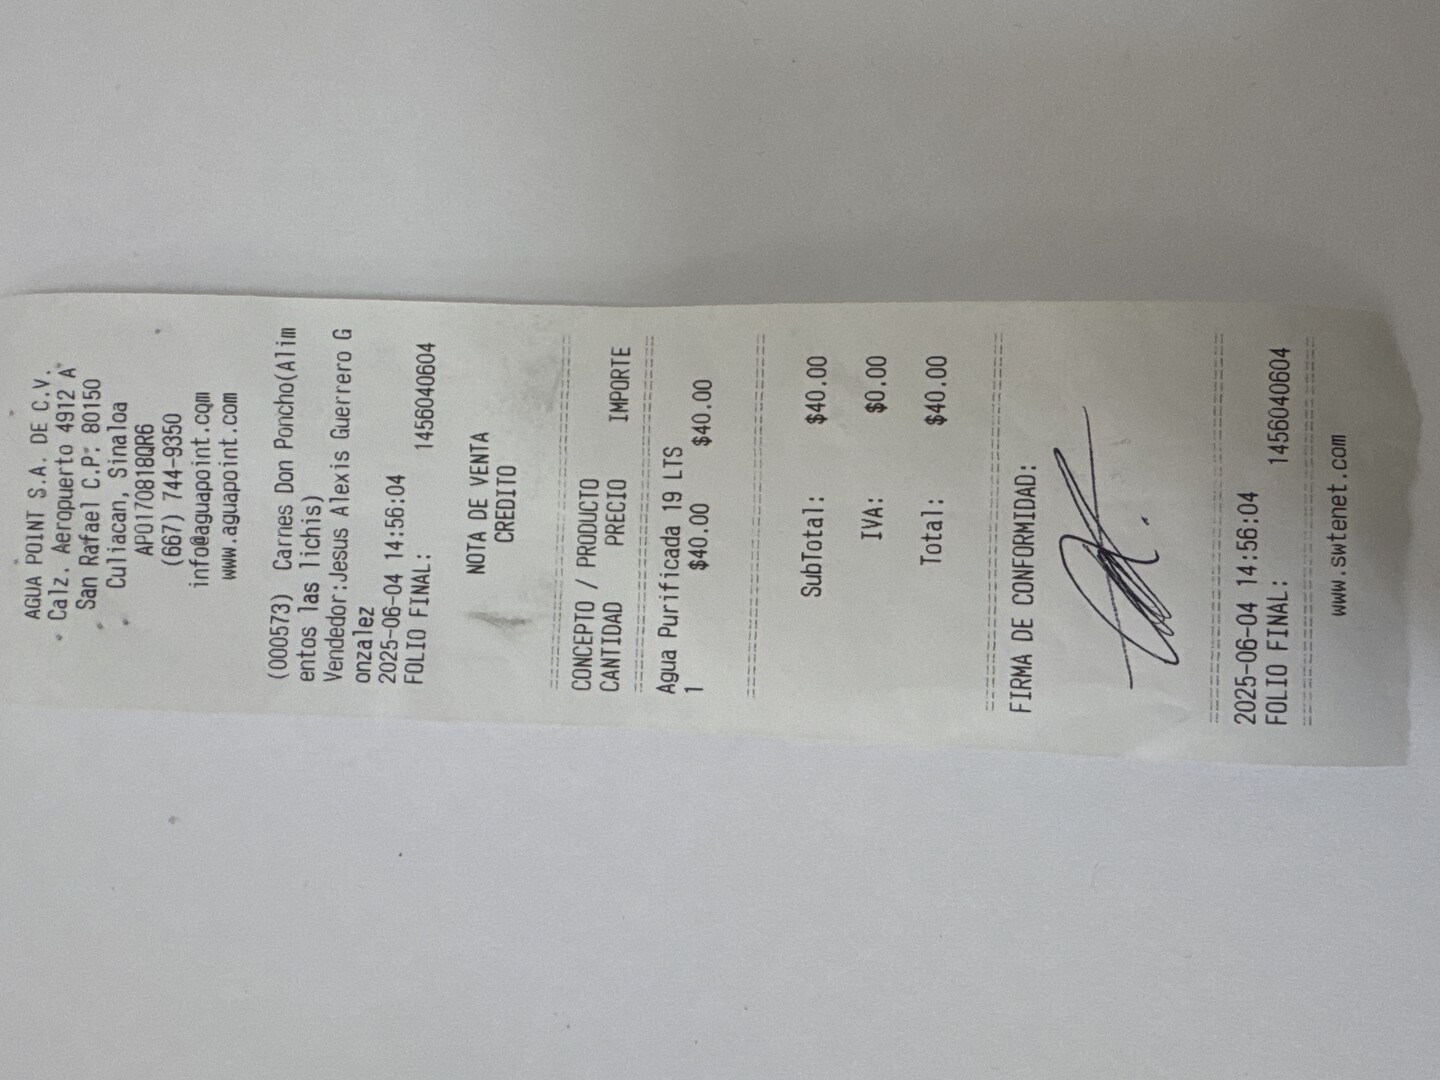 AGUA POINT S.A. DE C.V.
Calz. Aeropuerto 4912 A
San Rafael C.P: 80150
Culiacan, Sinaloa
APO170818QR6
(667) 744-9350
info@aguapoint.com
www.aguapoint.com
(000573) Carnes Don Poncho(Alim
entos las lichis)
Vendedor:Jesus Alexis Guerrero G
onzalez
2025-06-04 14:56:04
FOLIO FINAL: 1456040604
NOTA DE VENTA
CREDITO
CONCEPTO / PRODUCTO
CANTIDAD PRECIO IMPORTE
Agua Purificada 19 LTS
1 $40.00 $40.00
SubTotal: $40.00
IVA: $0.00
Total: $40.00
FIRMA DE CONFORMIDAD:
2025-06-04 14:56:04
FOLIO FINAL: 1456040604
www.swtenet.com